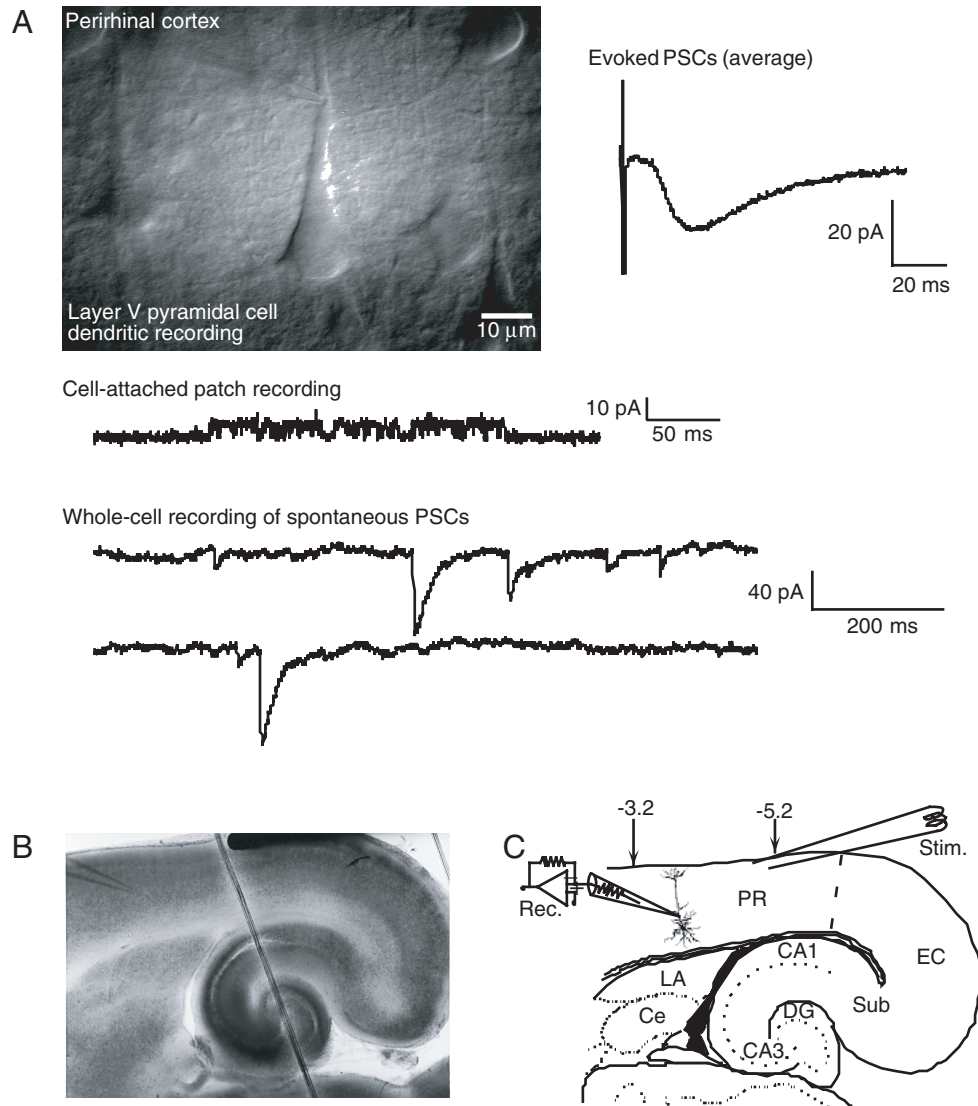 A
Perirhinal cortex
Layer V pyramidal cell
dendritic recording
10 μm
Evoked PSCs (average)
20 pA
20 ms
Cell-attached patch recording
10 pA
50 ms
Whole-cell recording of spontaneous PSCs
40 pA
200 ms
B
C
-3.2
-5.2
Stim.
Rec.
PR
EC
CA1
LA
Sub
Ce
DG
CA3